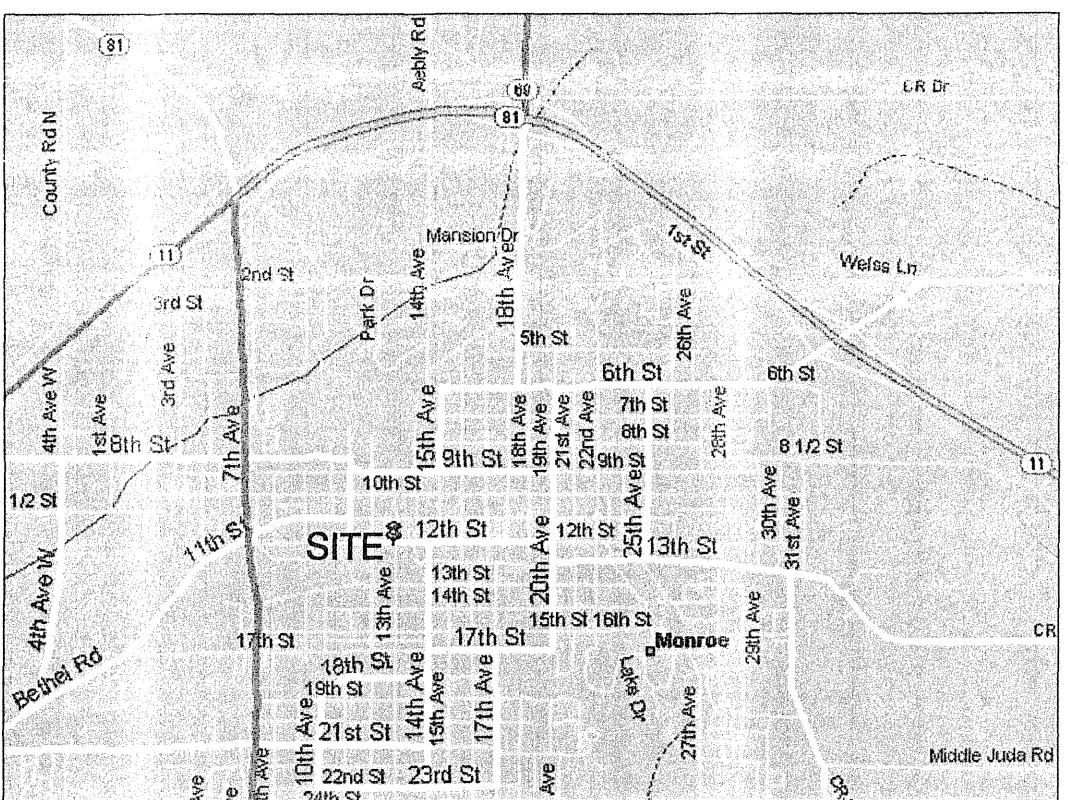 81
Aebly Rd
69
CR Dr
81
County Rd N
Mansion Dr
1st St
11
Weiss Ln
2nd St
14th Ave
18th Ave
3rd St
Park Dr
26th Ave
5th St
3rd Ave
6th St
6th St
4th Ave W
1st Ave
7th Ave
15th Ave
18th Ave
19th Ave
21st Ave
22nd Ave
7th St
28th Ave
8th St
8th St
8 1/2 St
9th St
9th St
11
10th St
1/2 St
25th Ave
30th Ave
31st Ave
11th St
SITE
12th St
12th St
13th St
20th Ave
4th Ave W
13th Ave
13th St
14th St
15th St
16th St
29th Ave
17th St
17th St
Monroe
CR
Bethel Rd
18th St
19th St
14th Ave
15th Ave
17th Ave
Lake Dr
27th Ave
10th Ave
21st St
Middle Juda Rd
22nd St
23rd St
Ave
Ave
24th St